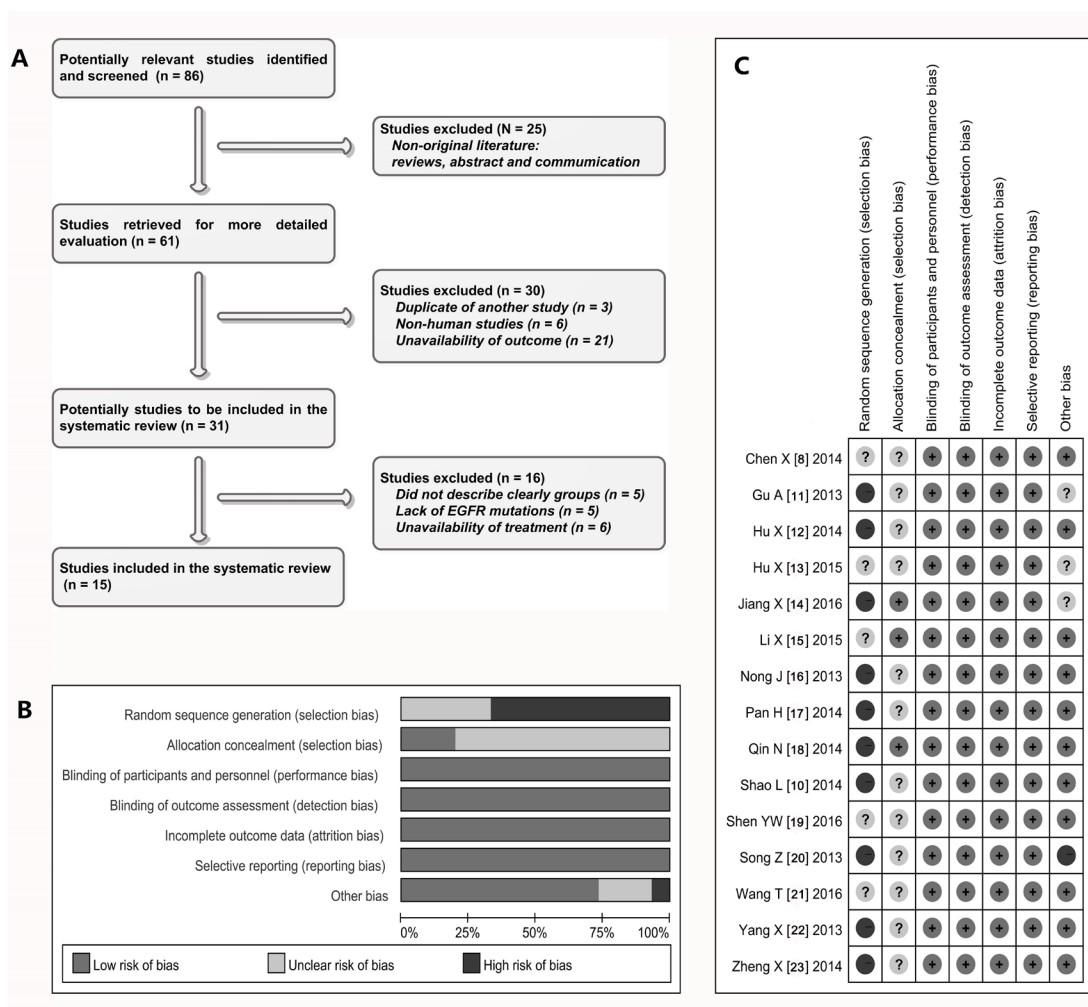 A
Potentially relevant studies identified
and screened (n = 86)
Studies excluded (N = 25)
Non-original literature:
reviews, abstract and commumication
Studies retrieved for more detailed
evaluation (n = 61)
Studies excluded (n = 30)
Duplicate of another study (n = 3)
Non-human studies (n = 6)
Unavailability of outcome (n = 21)
Potentially studies to be included in the
systematic review (n = 31)
Studies excluded (n = 16)
Did not describe clearly groups (n = 5)
Lack of EGFR mutations (n = 5)
Unavailability of treatment (n = 6)
Studies included in the systematic review
(n = 15)
B
Random sequence generation (selection bias)
Allocation concealment (selection bias)
Blinding of participants and personnel (performance bias)
Blinding of outcome assessment (detection bias)
Incomplete outcome data (attrition bias)
Selective reporting (reporting bias)
Other bias
0% 25% 50% 75% 100%
Low risk of bias Unclear risk of bias High risk of bias
C
Random sequence generation (selection bias)
Allocation concealment (selection bias)
Blinding of participants and personnel (performance bias)
Blinding of outcome assessment (detection bias)
Incomplete outcome data (attrition bias)
Selective reporting (reporting bias)
Other bias
Chen X [8] 2014 ? ? + + + + +
Gu A [11] 2013 - ? + + + + ?
Hu X [12] 2014 - ? + + + + +
Hu X [13] 2015 ? ? + + + + ?
Jiang X [14] 2016 - + + + + + ?
Li X [15] 2015 ? + + + + + +
Nong J [16] 2013 - ? + + + + +
Pan H [17] 2014 - ? + + + + +
Qin N [18] 2014 - + + + + + +
Shao L [10] 2014 - ? + + + + +
Shen YW [19] 2016 ? ? + + + + +
Song Z [20] 2013 - ? + + + + -
Wang T [21] 2016 ? ? + + + + +
Yang X [22] 2013 - ? + + + + +
Zheng X [23] 2014 - ? + + + + +